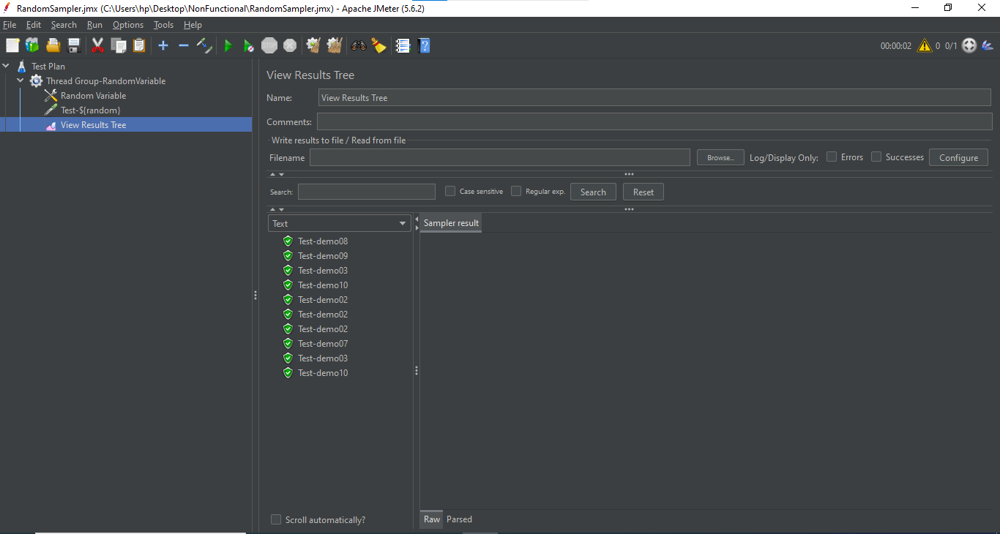 RandomSampler.jmx (C:\Users\hp\Desktop\NonFunctional\RandomSampler.jmx) - Apache JMeter (5.6.2)
File Edit Search Run Options Tools Help
STOP 00:00:02 0 0/1
Test Plan
Thread Group-RandomVariable
Random Variable
Test-${random}
View Results Tree
View Results Tree
Name: View Results Tree
Comments:
Write results to file / Read from file
Filename Browse... Log/Display Only: Errors Successes Configure
Search: Case sensitive Regular exp. Search Reset
Text
Sampler result
Test-demo08
Test-demo09
Test-demo03
Test-demo10
Test-demo02
Test-demo02
Test-demo02
Test-demo07
Test-demo03
Test-demo10
Scroll automatically?
Raw Parsed